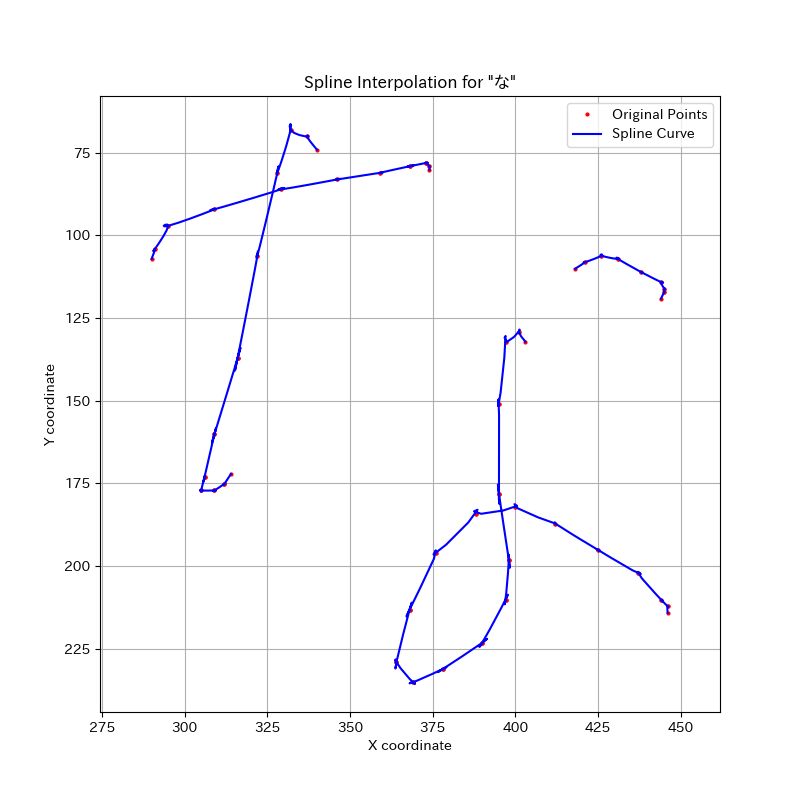 Spline Interpolation for "な"
Original Points
Spline Curve
75
100
125
150
175
200
225
Y coordinate
275
300
325
350
375
400
425
450
X coordinate
な